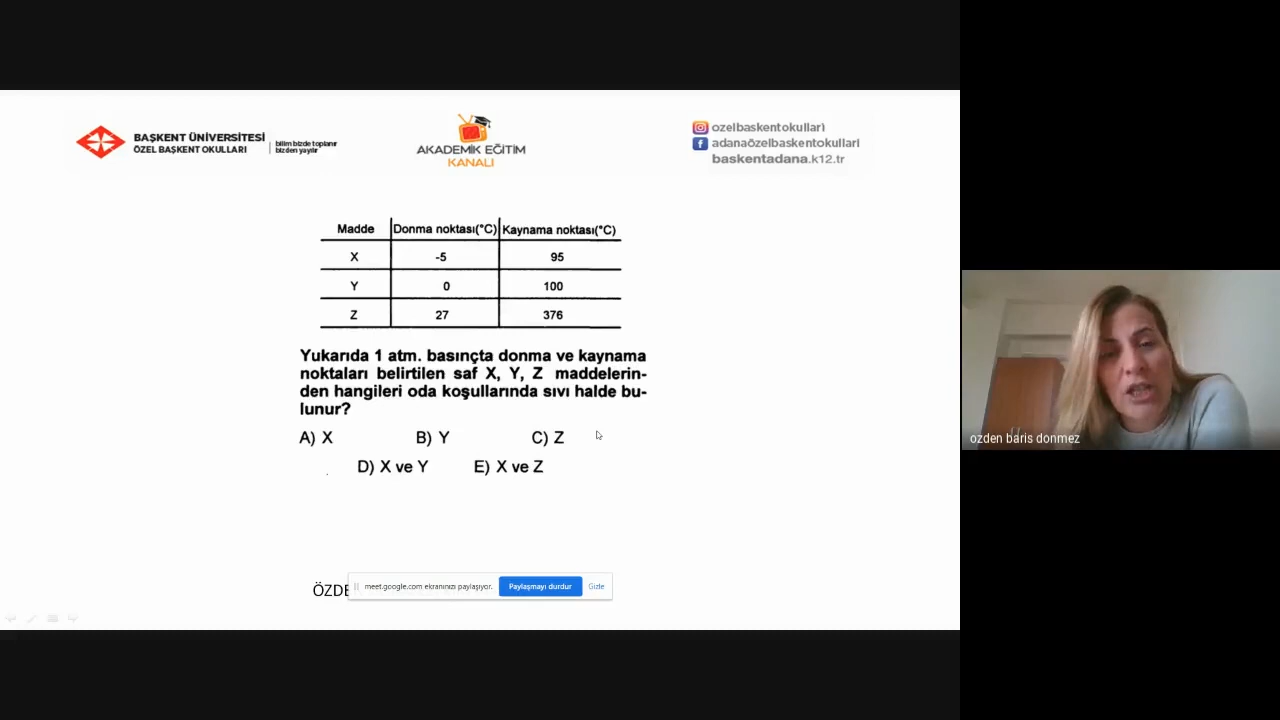 BAŞKENT ÜNİVERSİTESİ
ÖZEL BAŞKENT OKULLARI
bilim bizde toplanır
bizden yayılır
AKADEMİK EĞİTİM
KANALI
ozelbaskentokullari
adanaözelbaskentokullari
baskentadana.k12.tr
Madde Donma noktası(°C) Kaynama noktası(°C)
X -5 95
Y 0 100
Z 27 376
Yukarıda 1 atm. basınçta donma ve kaynama
noktaları belirtilen saf X, Y, Z maddelerin-
den hangileri oda koşullarında sıvı halde bu-
lunur?
A) X B) Y C) Z
D) X ve Y E) X ve Z
ÖZDE
meet.google.com ekranınızı paylaşıyor. Paylaşmayı durdur Gizle
ozden baris donmez